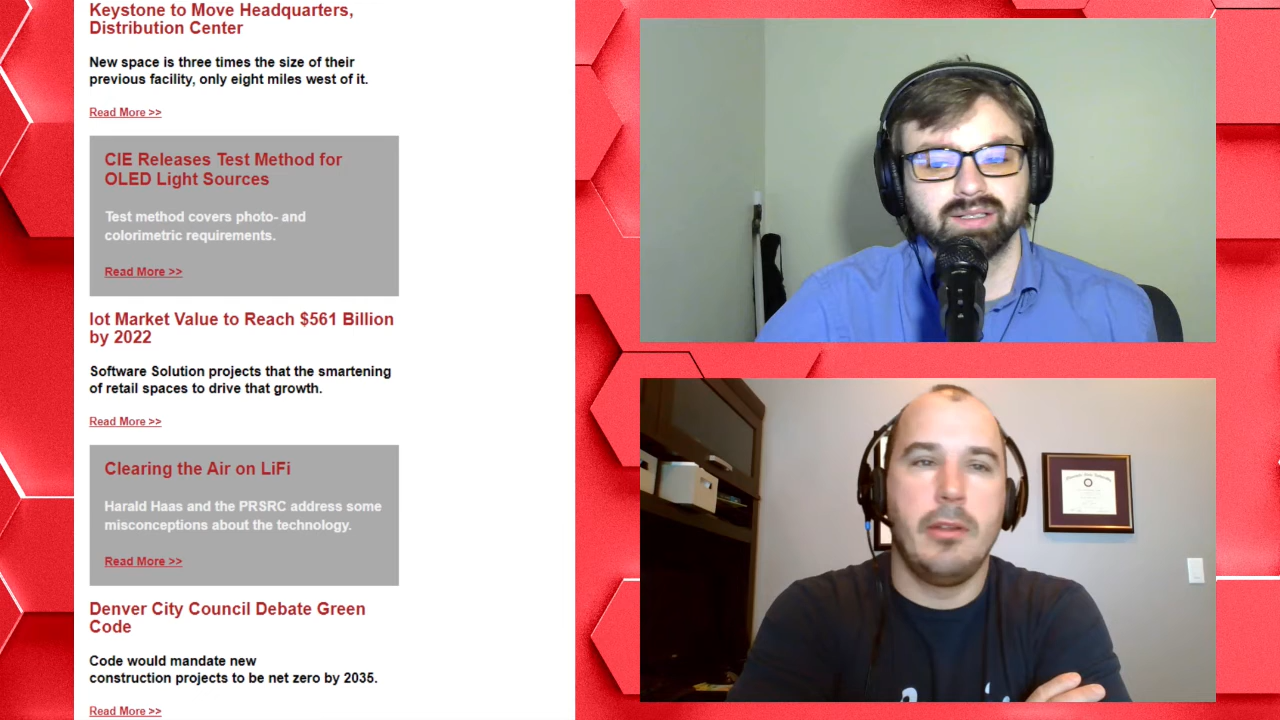 Keystone to Move Headquarters,
Distribution Center
New space is three times the size of their
previous facility, only eight miles west of it.
Read More >>
CIE Releases Test Method for
OLED Light Sources
Test method covers photo- and
colorimetric requirements.
Read More >>
Iot Market Value to Reach $561 Billion
by 2022
Software Solution projects that the smartening
of retail spaces to drive that growth.
Read More >>
Clearing the Air on LiFi
Harald Haas and the PRSRC address some
misconceptions about the technology.
Read More >>
Denver City Council Debate Green
Code
Code would mandate new
construction projects to be net zero by 2035.
Read More >>